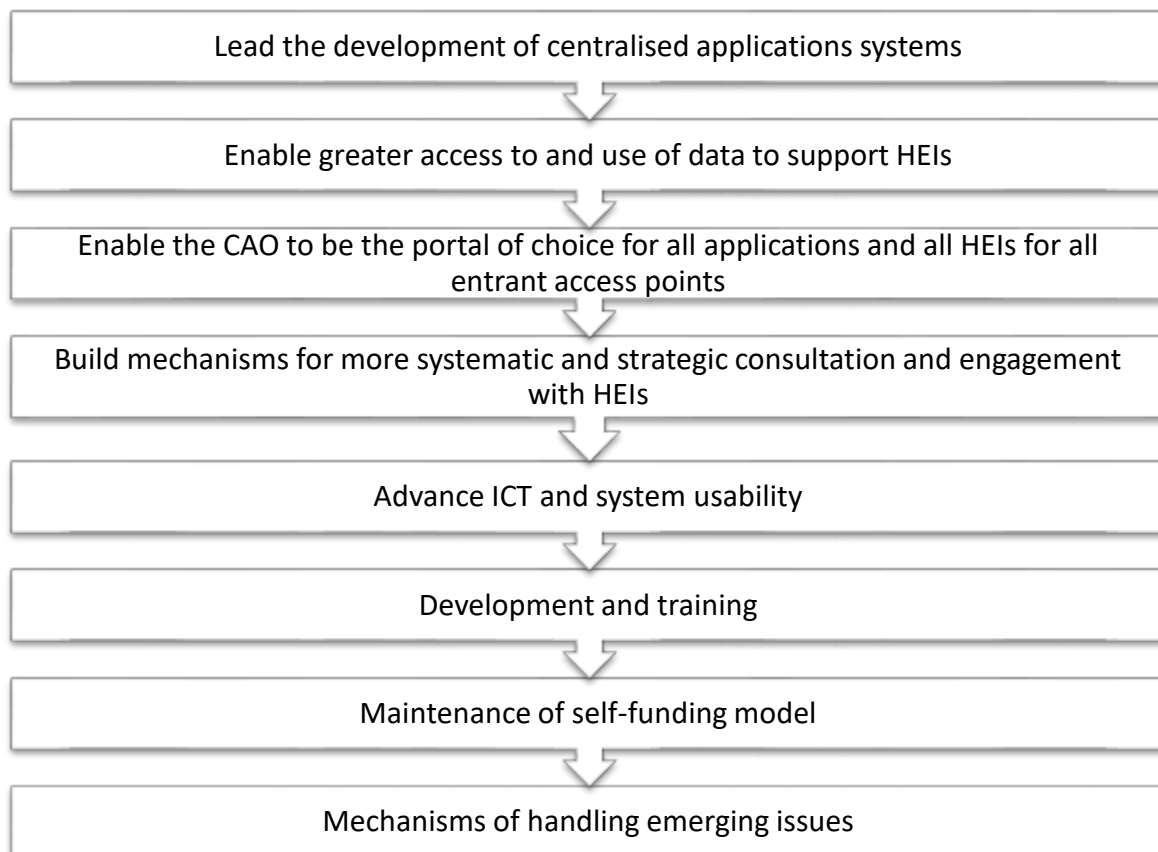 Lead the development of centralised applications systems
Enable greater access to and use of data to support HEIs
Enable the CAO to be the portal of choice for all applications and all HEIs for all
entrant access points
Build mechanisms for more systematic and strategic consultation and engagement
with HEIs
Advance ICT and system usability
Development and training
Maintenance of self-funding model
Mechanisms of handling emerging issues